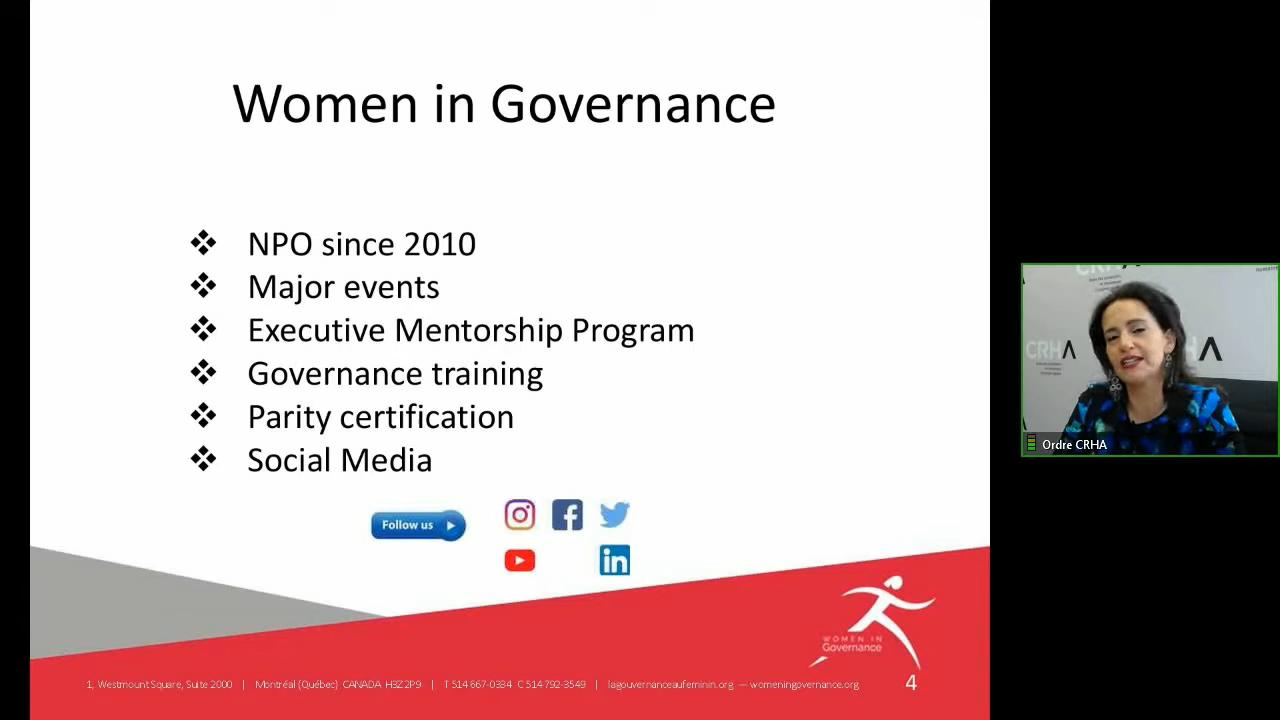 Women in Governance
❖ NPO since 2010
❖ Major events
❖ Executive Mentorship Program
❖ Governance training
❖ Parity certification
❖ Social Media
Follow us
WOMEN IN
Governance
1, Westmount Square, Suite 2000 | Montréal (Québec) CANADA H3Z 2P9 | T 514 667-0384 C 514-792-3549 | lagouvernanceaufeminin.org — womeningovernance.org
4
CRHA
Ordre CRHA